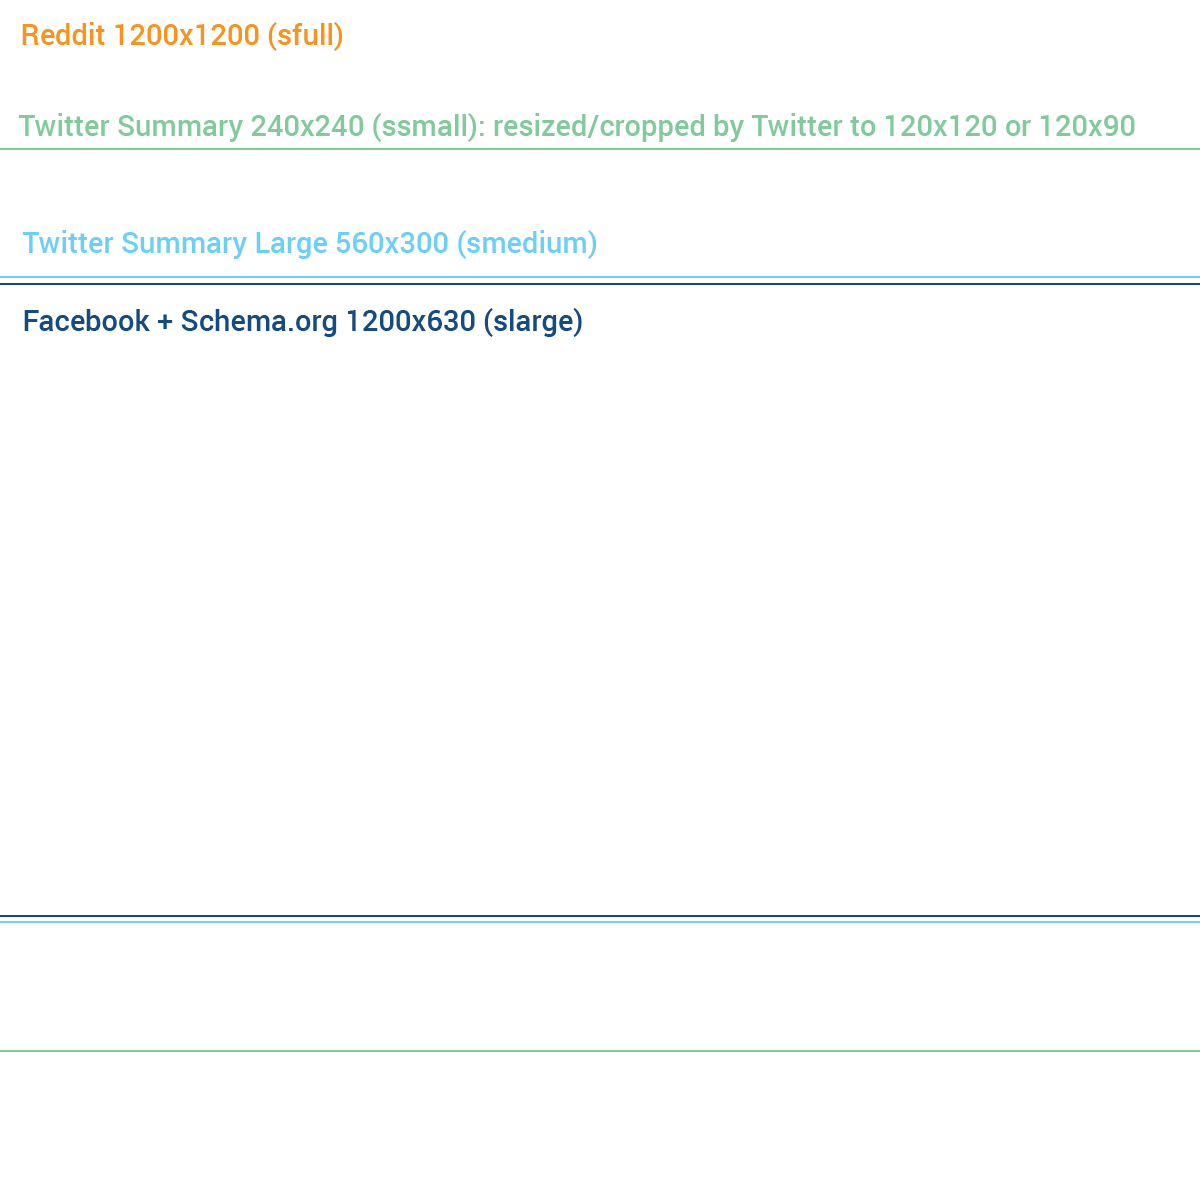 Reddit 1200x1200 (sfull)
Twitter Summary 240x240 (ssmall): resized/cropped by Twitter to 120x120 or 120x90
Twitter Summary Large 560x300 (smedium)
Facebook + Schema.org 1200x630 (slarge)